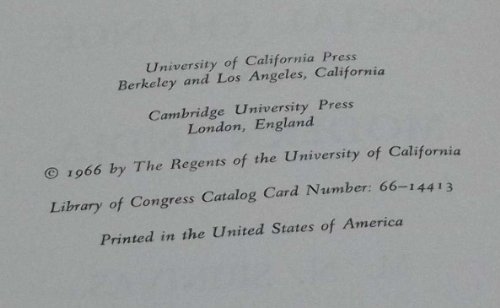 University of California Press
Berkeley and Los Angeles, California
Cambridge University Press
London, England
© 1966 by The Regents of the University of California
Library of Congress Catalog Card Number: 66–14413
Printed in the United States of America